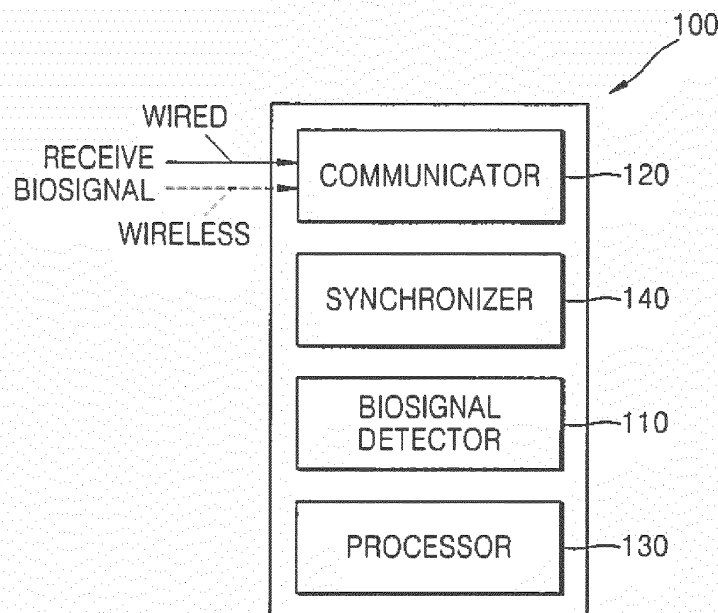 100
WIRED
RECEIVE
BIOSIGNAL
WIRELESS
COMMUNICATOR
120
SYNCHRONIZER
140
BIOSIGNAL
DETECTOR
110
PROCESSOR
130